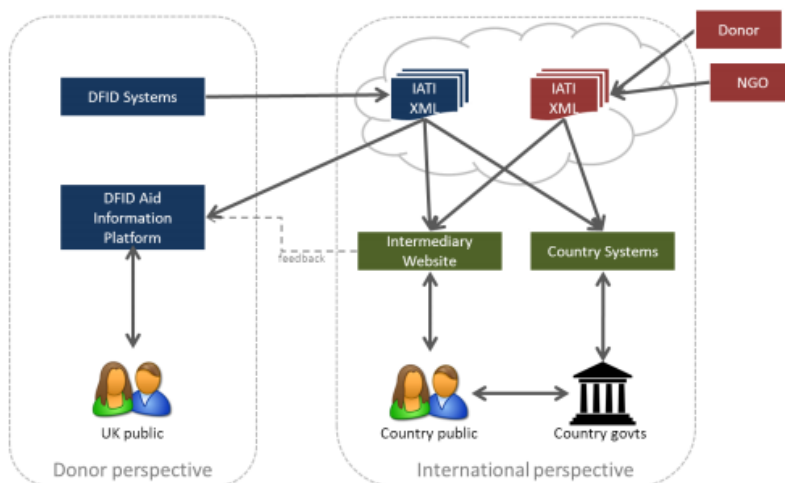 Donor
DFID Systems
IATI
XML
IATI
XML
NGO
DFID Aid
Information
Platform
feedback
Intermediary
Website
Country Systems
UK public
Country public
Country govts
Donor perspective
International perspective